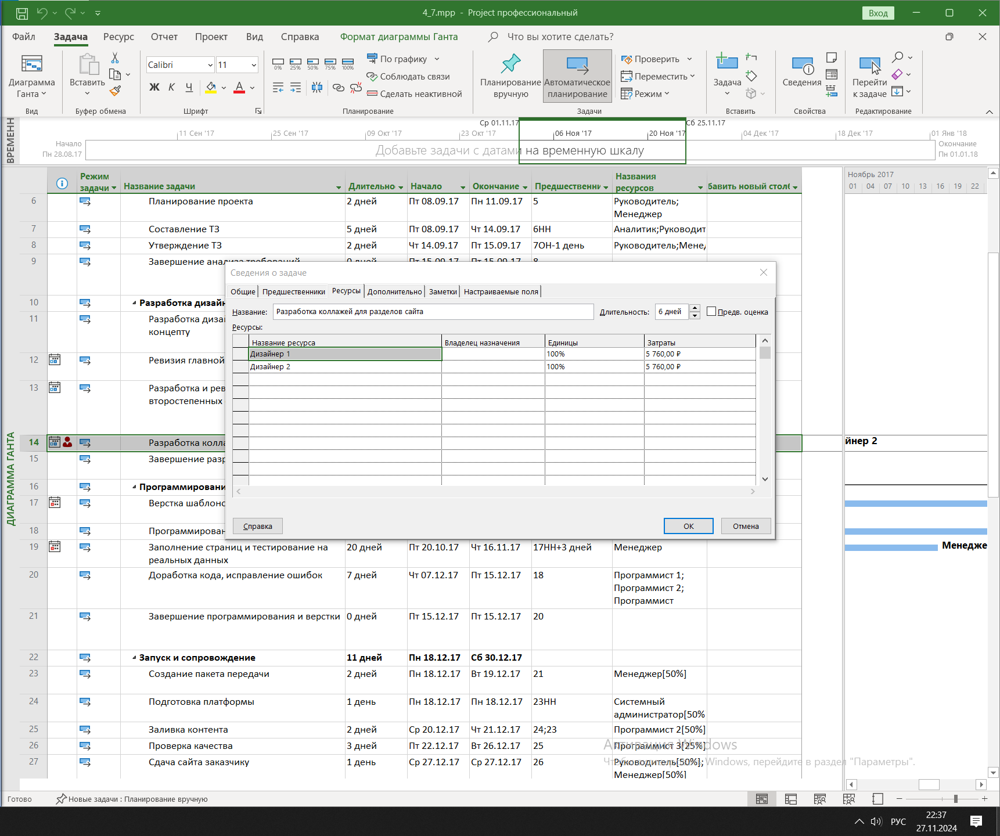 4_7.mpp - Project профессиональный
Вход
Файл Задача Ресурс Отчет Проект Вид Справка Формат диаграммы Ганта Что вы хотите сделать?
Диаграмма Ганта
Вид
Вставить
Буфер обмена
Calibri 11
Ж К Ч А
Шрифт
0% 25% 50% 75% 100%
По графику
Соблюдать связи
Сделать неактивной
Планирование
Планирование вручную
Автоматическое планирование
Проверить
Переместить
Режим
Задачи
Задача
Вставить
Сведения
Свойства
Перейти к задаче
Редактирование
ВРЕМЕНН
Ср 01.11.17 Сб 25.11.17
11 Сен '17 25 Сен '17 09 Окт '17 23 Окт '17 06 Ноя '17 20 Ноя '17 04 Дек '17 18 Дек '17 01 Янв '18
Начало
Пн 28.08.17
Добавьте задачи с датами на временную шкалу
Окончание
Пн 01.01.18
ДИАГРАММА ГАНТА
Режим задачи Название задачи Длительно Начало Окончание Предшественни Названия ресурсов бавить новый столб
Ноябрь 2017
01 04 07 10 13 16 19 22
6 Планирование проекта 2 дней Пт 08.09.17 Пн 11.09.17 5 Руководитель; Менеджер
7 Составление ТЗ 5 дней Пт 08.09.17 Чт 14.09.17 6НН Аналитик;Руководит
8 Утверждение ТЗ 2 дней Чт 14.09.17 Пт 15.09.17 7ОН-1 день Руководитель;Менед
9 Завершение анализа требований 0 дней Пт 15.09.17 Пт 15.09.17 8
10 Разработка дизайн
11 Разработка дизай
концепту
12 Ревизия главной
13 Разработка и рев
второстепенных
14 Разработка колла
йнер 2
15 Завершение разр
16 Программировани
17 Верстка шаблоно
18 Программирован
Сведения о задаче
Общие Предшественники Ресурсы Дополнительно Заметки Настраиваемые поля
Название: Разработка коллажей для разделов сайта Длительность: 6 дней Предв. оценка
Ресурсы:
Название ресурса Владелец назначения Единицы Затраты
Дизайнер 1 100% 5 760,00 ₽
Дизайнер 2 100% 5 760,00 ₽
Справка ОК Отмена
19 Заполнение страниц и тестирование на реальных данных 20 дней Пт 20.10.17 Чт 16.11.17 17НН+3 дней Менеджер
Менедже
20 Доработка кода, исправление ошибок 7 дней Чт 07.12.17 Пт 15.12.17 18 Программист 1; Программист 2; Программист
21 Завершение программирования и верстки 0 дней Пт 15.12.17 Пт 15.12.17 20
22 Запуск и сопровождение 11 дней Пн 18.12.17 Сб 30.12.17
23 Создание пакета передачи 2 дней Пн 18.12.17 Вт 19.12.17 21 Менеджер[50%]
24 Подготовка платформы 1 день Пн 18.12.17 Пн 18.12.17 23НН Системный администратор[50%
25 Заливка контента 2 дней Ср 20.12.17 Чт 21.12.17 24;23 Программист 2[50%]
26 Проверка качества 3 дней Пт 22.12.17 Вт 26.12.17 25 Программист 3[25%]
27 Сдача сайта заказчику 1 день Ср 27.12.17 Ср 27.12.17 26 Руководитель[50%]; Менеджер[50%]
Активация Windows
Windows, перейдите в раздел "Параметры".
Готово Новые задачи : Планирование вручную
РУС
22:37
27.11.2024